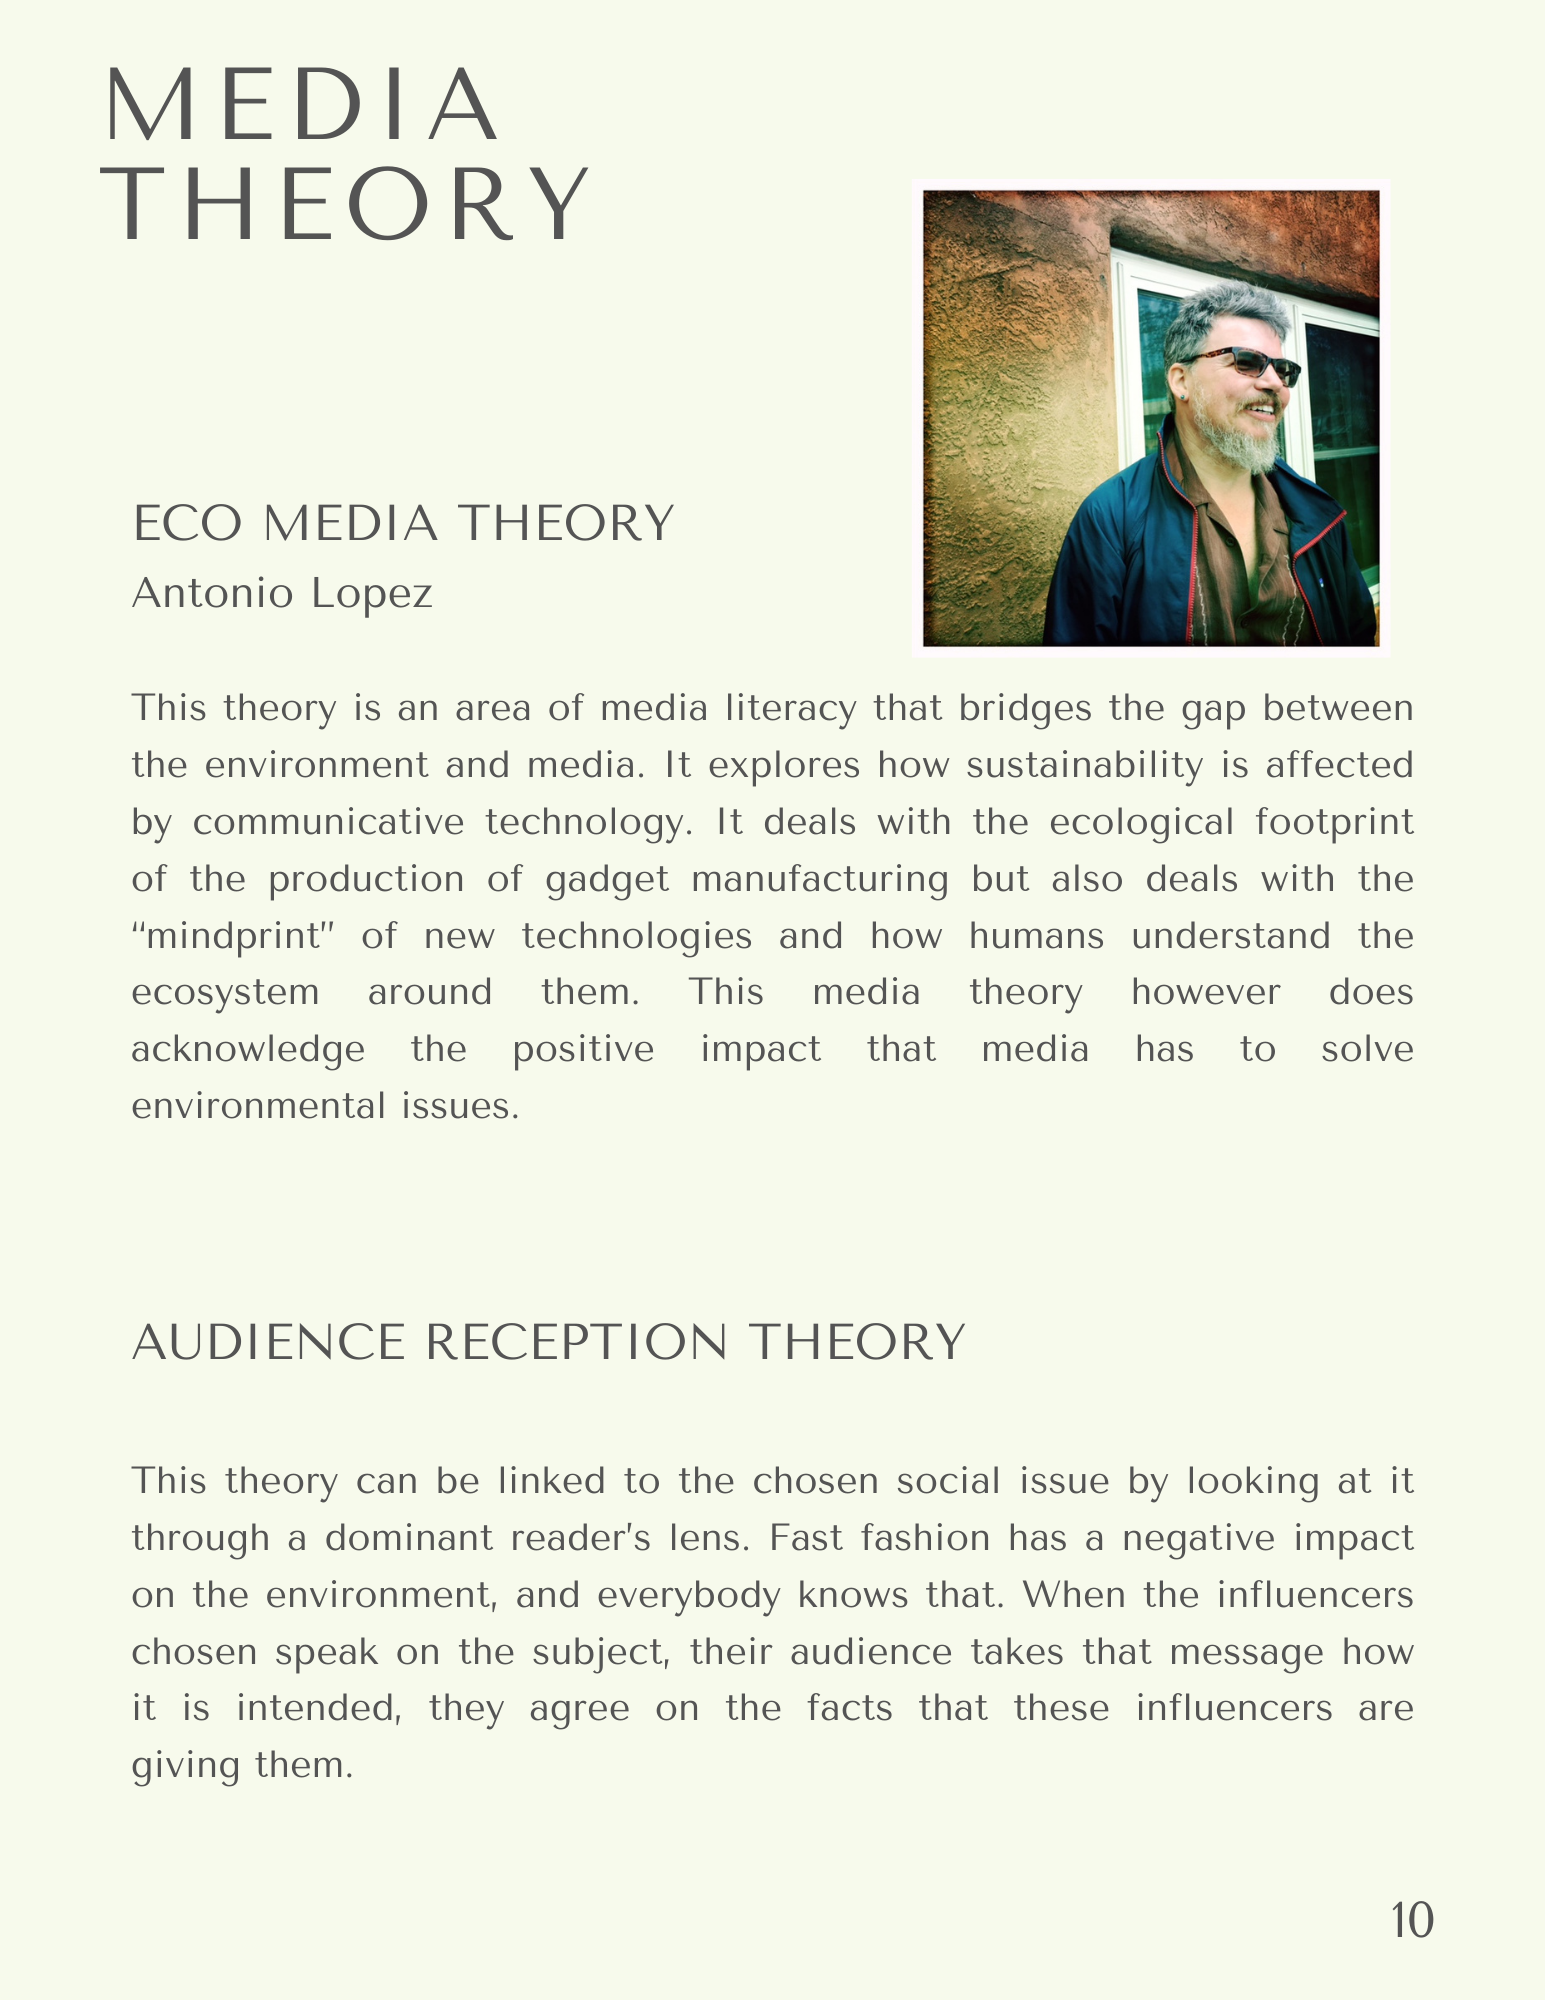 MEDIA
THEORY
ECO MEDIA THEORY
Antonio Lopez
This theory is an area of media literacy that bridges the gap between
the environment and media. It explores how sustainability is affected
by communicative technology. It deals with the ecological footprint
of the production of gadget manufacturing but also deals with the
“mindprint” of new technologies and how humans understand the
ecosystem around them. This media theory however does
acknowledge the positive impact that media has to solve
environmental issues.
AUDIENCE RECEPTION THEORY
This theory can be linked to the chosen social issue by looking at it
through a dominant reader’s lens. Fast fashion has a negative impact
on the environment, and everybody knows that. When the influencers
chosen speak on the subject, their audience takes that message how
it is intended, they agree on the facts that these influencers are
giving them.
10